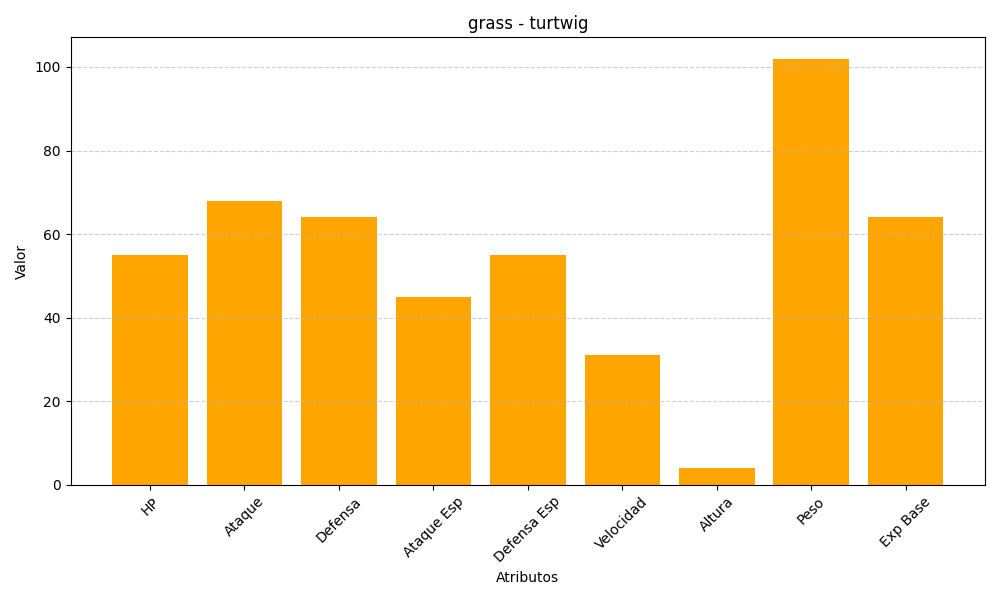 grass - turtwig
Valor
100
80
60
40
20
0
HP
Ataque
Defensa
Ataque Esp
Defensa Esp
Velocidad
Altura
Peso
Exp Base
Atributos